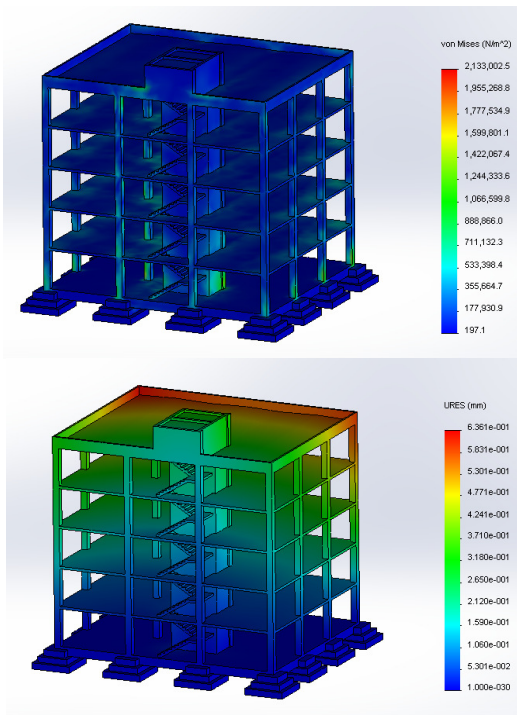 von Mises (N/m^2)
2,133,002.5
1,955,268.8
1,777,534.9
1,599,801.1
1,422,067.4
1,244,333.6
1,066,599.8
888,866.0
711,132.3
533,398.4
355,664.7
177,930.9
197.1
URES (mm)
6.361e-001
5.831e-001
5.301e-001
4.771e-001
4.241e-001
3.710e-001
3.180e-001
2.650e-001
2.120e-001
1.590e-001
1.060e-001
5.301e-002
1.000e-030